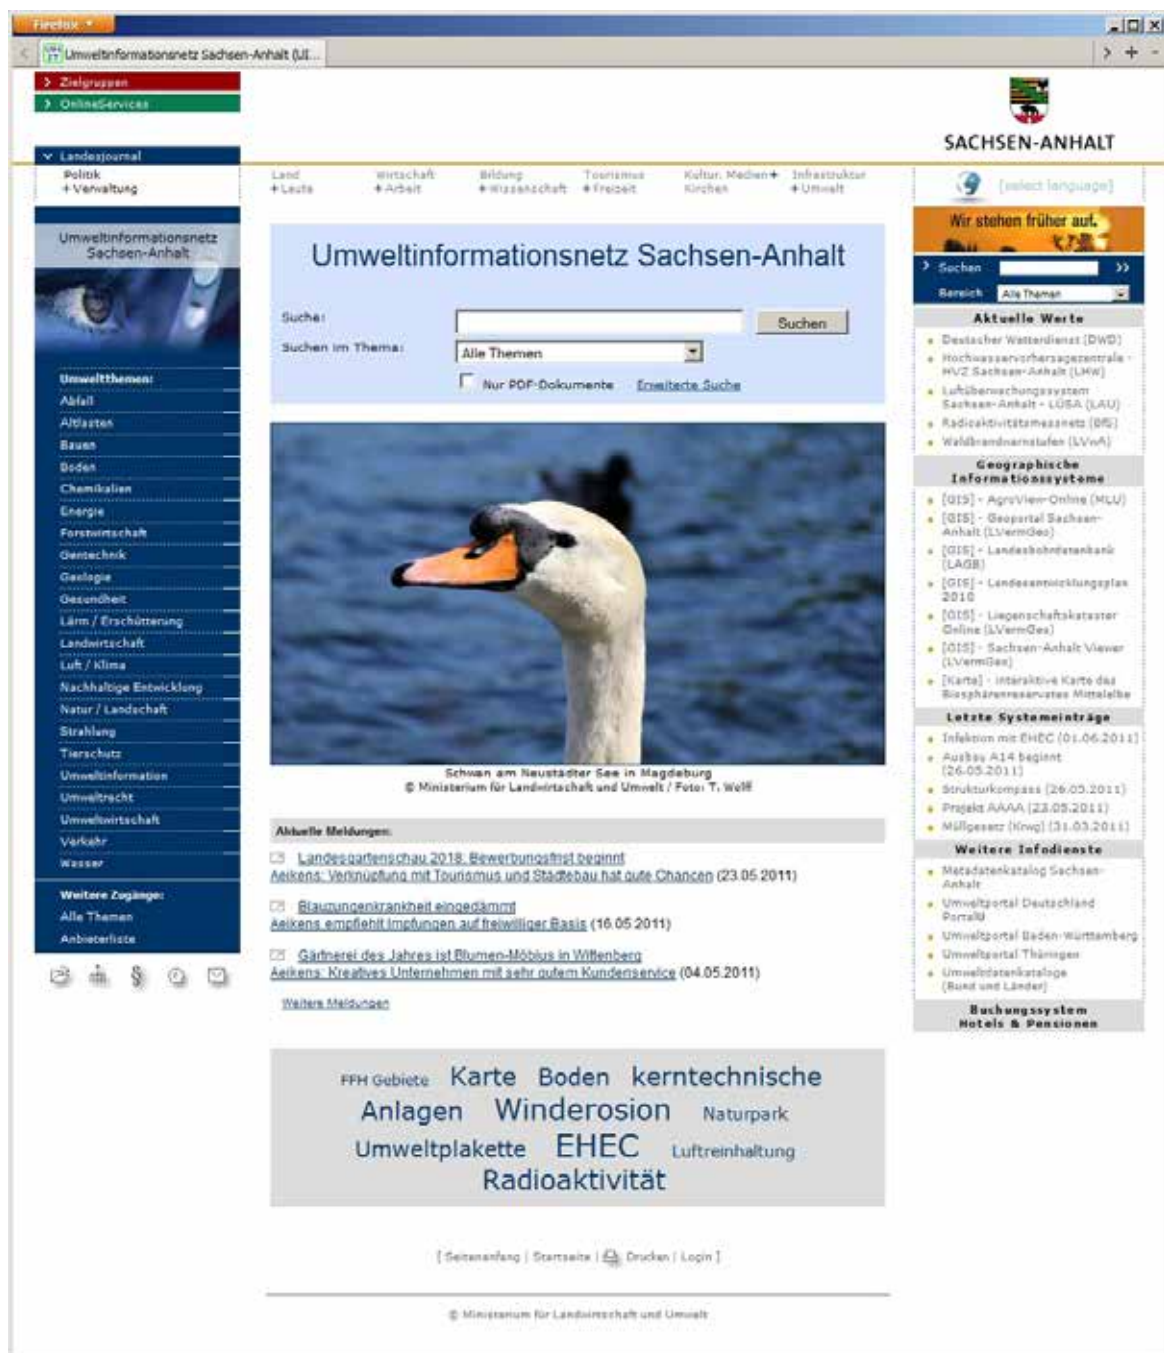 Firefox
Umweltinformationsnetz Sachsen-Anhalt (UI...
Zielgruppen
OnlineServices
SACHSEN-ANHALT
Landesjournal
Politik
+ Verwaltung
Land
+ Leute
Wirtschaft
+ Arbeit
Bildung
+ Wissenschaft
Tourismus
+ Freizeit
Kultur, Medien +
Kirchen
Infrastruktur
+ Umwelt
[select language]
Umweltinformationsnetz
Sachsen-Anhalt
Umweltthemen:
Abfall
Altlasten
Bauen
Boden
Chemikalien
Energie
Forstwirtschaft
Gentechnik
Geologie
Gesundheit
Lärm / Erschütterung
Landwirtschaft
Luft / Klima
Nachhaltige Entwicklung
Natur / Landschaft
Strahlung
Tierschutz
Umweltinformation
Umweltrecht
Umweltwirtschaft
Verkehr
Wasser
Weitere Zugänge:
Alle Themen
Anbieterliste
Umweltinformationsnetz Sachsen-Anhalt
Suche:
Suchen
Suchen im Thema:
Alle Themen
Nur PDF-Dokumente Erweiterte Suche
Schwan am Neustädter See in Magdeburg
© Ministerium für Landwirtschaft und Umwelt / Foto: T. Wolff
Aktuelle Meldungen:
Landesgartenschau 2018: Bewerbungsfrist beginnt
Aeikens: Verknüpfung mit Tourismus und Städtebau hat gute Chancen (23.05.2011)
Blauzungenkrankheit eingedämmt
Aeikens empfiehlt Impfungen auf freiwilliger Basis (16.05.2011)
Gärtnerei des Jahres ist Blumen-Möbius in Wittenberg
Aeikens: Kreatives Unternehmen mit sehr gutem Kundenservice (04.05.2011)
Weitere Meldungen
FFH Gebiete Karte Boden kerntechnische
Anlagen Winderosion Naturpark
Umweltplakette EHEC Luftreinhaltung
Radioaktivität
[ Seitenanfang | Startseite | Drucken | Login ]
© Ministerium für Landwirtschaft und Umwelt
Wir stehen früher auf.
Suchen >>
Bereich Alle Themen
Aktuelle Werte
Deutscher Wetterdienst (DWD)
Hochwasservorhersagezentrale -
HVZ Sachsen-Anhalt (LHW)
Luftüberwachungssystem
Sachsen-Anhalt - LÜSA (LAU)
Radioaktivitätsmessnetz (BfS)
Waldbrandwarnstufen (LVwA)
Geographische
Informationssysteme
[GIS] - AgroView-Online (MLU)
[GIS] - Geoportal Sachsen-
Anhalt (LVermGeo)
[GIS] - Landesbohrdatenbank
(LAGB)
[GIS] - Landesentwicklungsplan
2010
[GIS] - Liegenschaftskataster
Online (LVermGeo)
[GIS] - Sachsen-Anhalt Viewer
(LVermGeo)
[Karte] - interaktive Karte des
Biosphärenreservates Mittelelbe
Letzte Systemeinträge
Infektion mit EHEC (01.06.2011)
Ausbau A14 beginnt
(26.05.2011)
Strukturkompass (26.05.2011)
Projekt AAAA (23.05.2011)
Müllgesetz (Krwg) (31.03.2011)
Weitere Infodienste
Metadatenkatalog Sachsen-
Anhalt
Umweltportal Deutschland
PortalU
Umweltportal Baden-Württemberg
Umweltportal Thüringen
Umweltdatenkataloge
(Bund und Länder)
Buchungssystem
Hotels & Pensionen